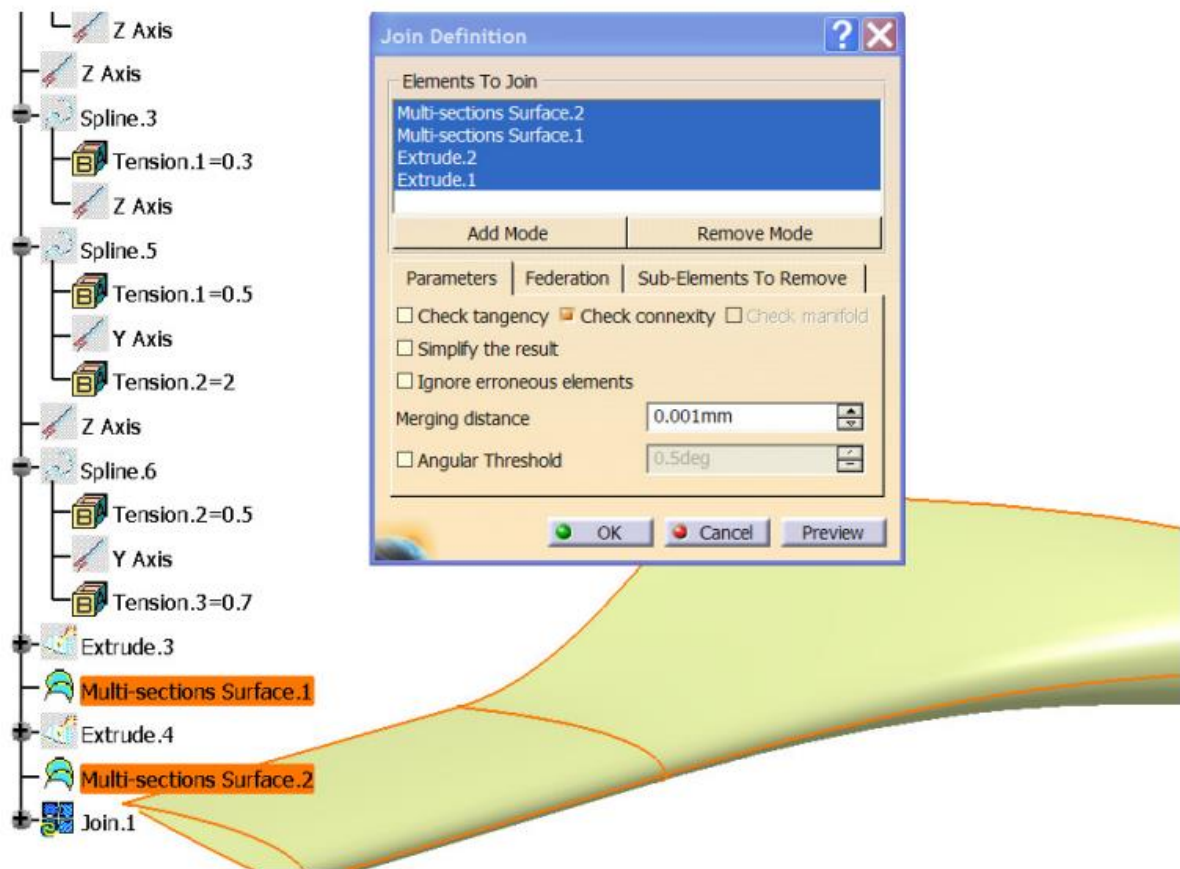 Z Axis
Z Axis
Spline.3
Tension.1=0.3
Z Axis
Spline.5
Tension.1=0.5
Y Axis
Tension.2=2
Z Axis
Spline.6
Tension.2=0.5
Y Axis
Tension.3=0.7
Extrude.3
Multi-sections Surface.1
Extrude.4
Multi-sections Surface.2
Join.1
Join Definition
Elements To Join
Multi-sections Surface.2
Multi-sections Surface.1
Extrude.2
Extrude.1
Add Mode Remove Mode
Parameters Federation Sub-Elements To Remove
Check tangency Check connexity Check manifold
Simplify the result
Ignore erroneous elements
Merging distance 0.001mm
Angular Threshold 0.5deg
OK Cancel Preview